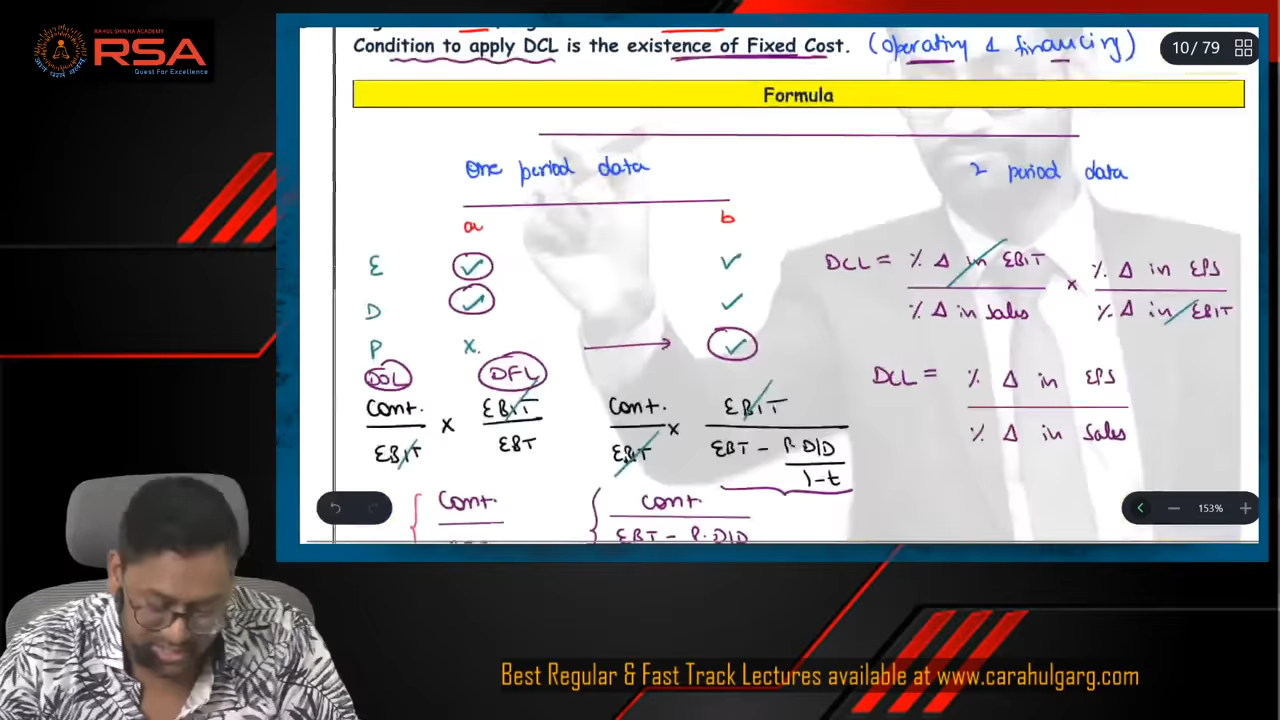 RAHUL SHIKHA ACADEMY
RSA
Quest For Excellence
Condition to apply DCL is the existence of Fixed Cost. (operating & financing)
10 / 79
Formula
One period data
2 period data
a
b
E ✓ ✓
D ✓ ✓
P x. → ✓
DOL DFL
Cont. / EBIT x EBIT / EBT
Cont. / EBIT x EBIT / EBT - P.D/D / 1-t
DCL = % Δ in EBIT / % Δ in Sales x % Δ in EPS / % Δ in EBIT
DCL = % Δ in EPS / % Δ in Sales
Cont.
Cont / EBT - P.D/D
153%
Best Regular & Fast Track Lectures available at www.carahulgarg.com